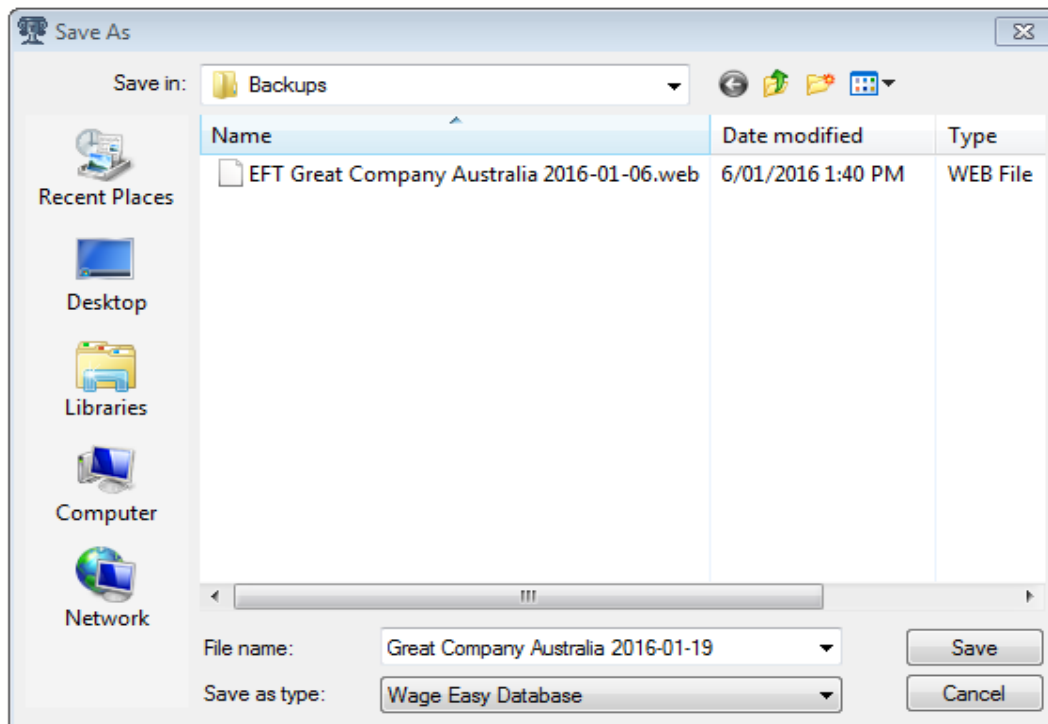 Save As
Save in:
Backups
Name
Date modified
Type
EFT Great Company Australia 2016-01-06.web
6/01/2016 1:40 PM
WEB File
Recent Places
Desktop
Libraries
Computer
Network
File name:
Great Company Australia 2016-01-19
Save
Save as type:
Wage Easy Database
Cancel